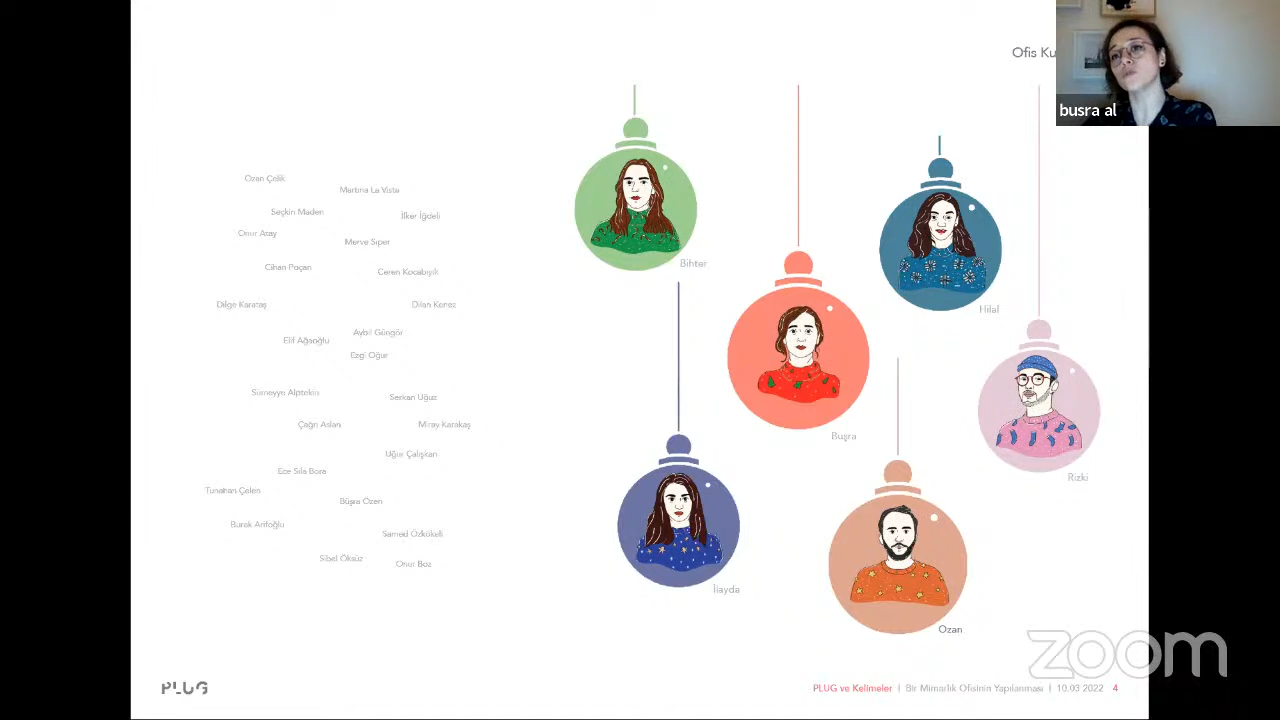 Ofis Ku
busra al
Ozan Çelik
Martina La Vista
Seçkin Maden
İlker İğdeli
Onur Atay
Merve Siper
Cihan Poçan
Ceren Kocabıyık
Dilge Karataş
Dilan Kenez
Aybil Güngör
Elif Ağaoğlu
Ezgi Oğur
Sümeyye Alptekin
Serkan Uğuz
Çağrı Aslan
Miray Karakaş
Uğur Çalışkan
Ece Sıla Bora
Tunahan Çelen
Büşra Özen
Burak Arifoğlu
Samed Özkökeli
Sibel Öksüz
Onur Boz
Bihter
Hilal
Buşra
Rizki
İlayda
Ozan
zoom
PLUG
PLUG ve Kelimeler | Bir Mimarlık Ofisinin Yapılanması | 10.03 2022 4